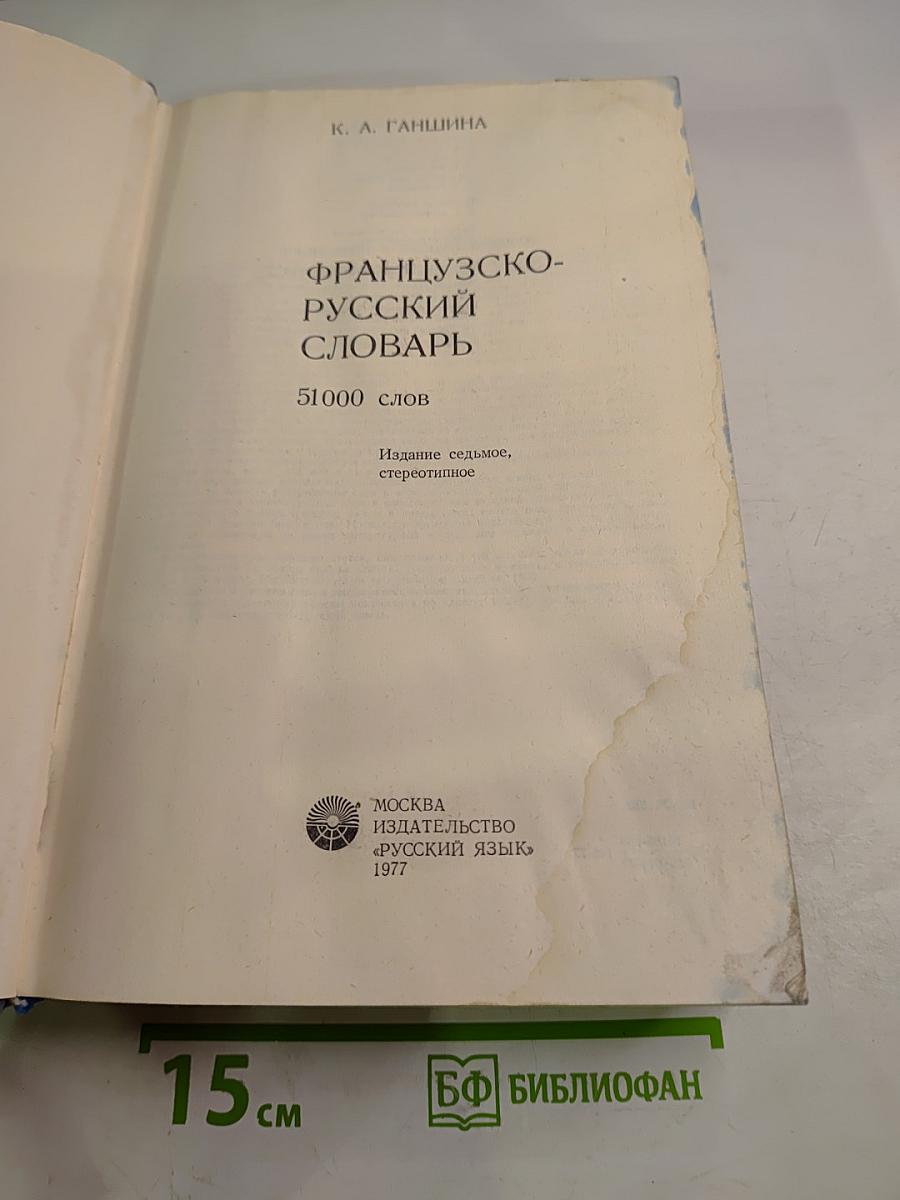 К. А. ГАНШИНА
ФРАНЦУЗСКО-
РУССКИЙ
СЛОВАРЬ
51000 слов
Издание седьмое,
стереотипное
МОСКВА
ИЗДАТЕЛЬСТВО
«РУССКИЙ ЯЗЫК»
1977
15 см
БФ БИБЛИОФАН